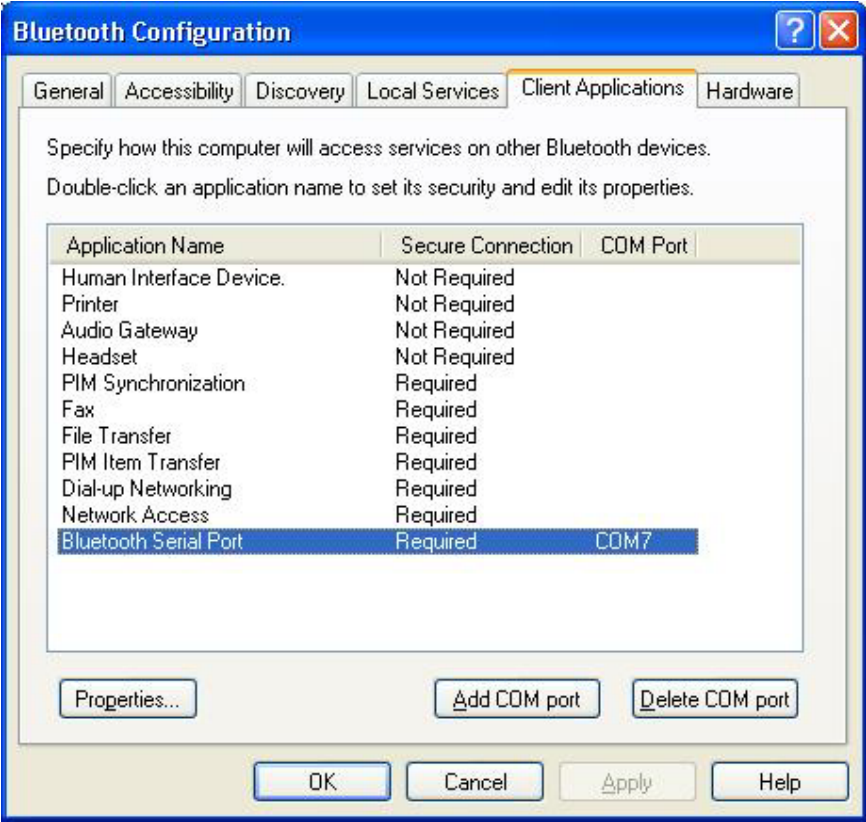 Bluetooth Configuration
General Accessibility Discovery Local Services Client Applications Hardware
Specify how this computer will access services on other Bluetooth devices.
Double-click an application name to set its security and edit its properties.
Application Name Secure Connection COM Port
Human Interface Device. Not Required
Printer Not Required
Audio Gateway Not Required
Headset Not Required
PIM Synchronization Required
Fax Required
File Transfer Required
PIM Item Transfer Required
Dial-up Networking Required
Network Access Required
Bluetooth Serial Port Required COM7
Properties... Add COM port Delete COM port
OK Cancel Apply Help